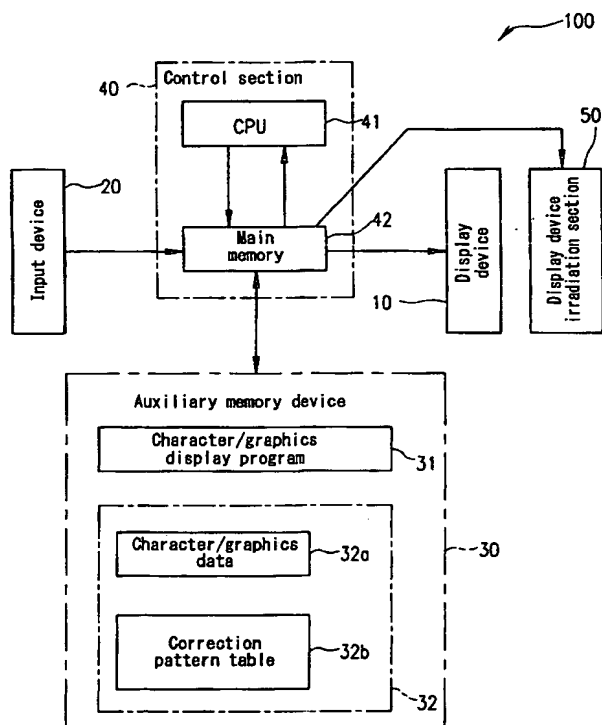 100
Control section
40
50
CPU
41
20
42
Input device
Main
memory
Display
device
Display device
irradiation section
10
Auxiliary memory device
Character/graphics
display program
31
Character/graphics
data
32a
30
Correction
pattern table
32b
32